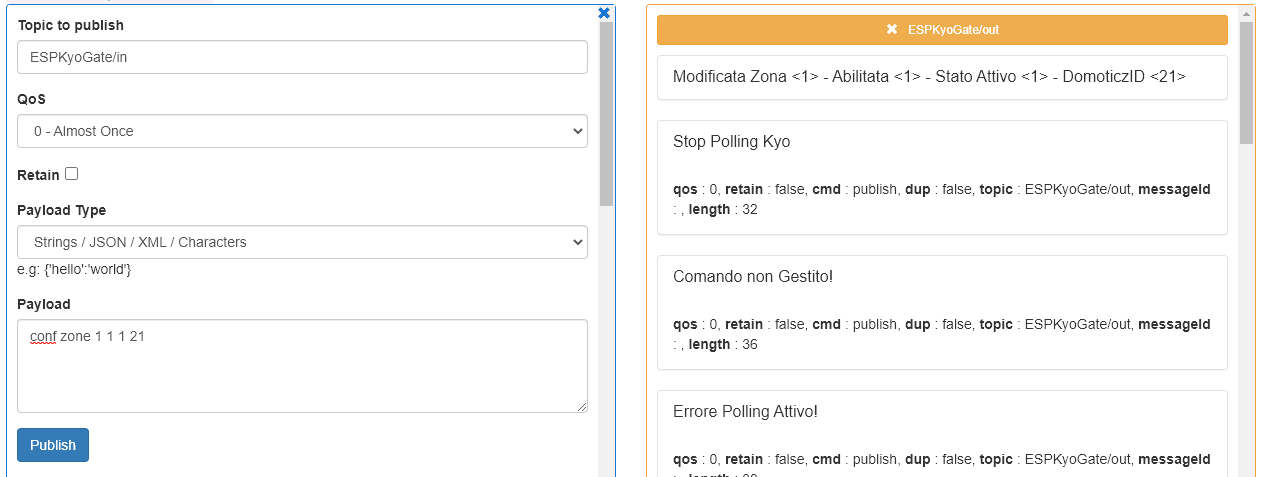 Topic to publish
ESPKyoGate/in
QoS
0 - Almost Once
Retain
Payload Type
Strings / JSON / XML / Characters
e.g: {'hello':'world'}
Payload
conf zone 1 1 1 21
Publish
ESPKyoGate/out
Modificata Zona <1> - Abilitata <1> - Stato Attivo <1> - DomoticzID <21>
Stop Polling Kyo
qos : 0, retain : false, cmd : publish, dup : false, topic : ESPKyoGate/out, messageId
: , length : 32
Comando non Gestito!
qos : 0, retain : false, cmd : publish, dup : false, topic : ESPKyoGate/out, messageId
: , length : 36
Errore Polling Attivo!
qos : 0, retain : false, cmd : publish, dup : false, topic : ESPKyoGate/out, messageId